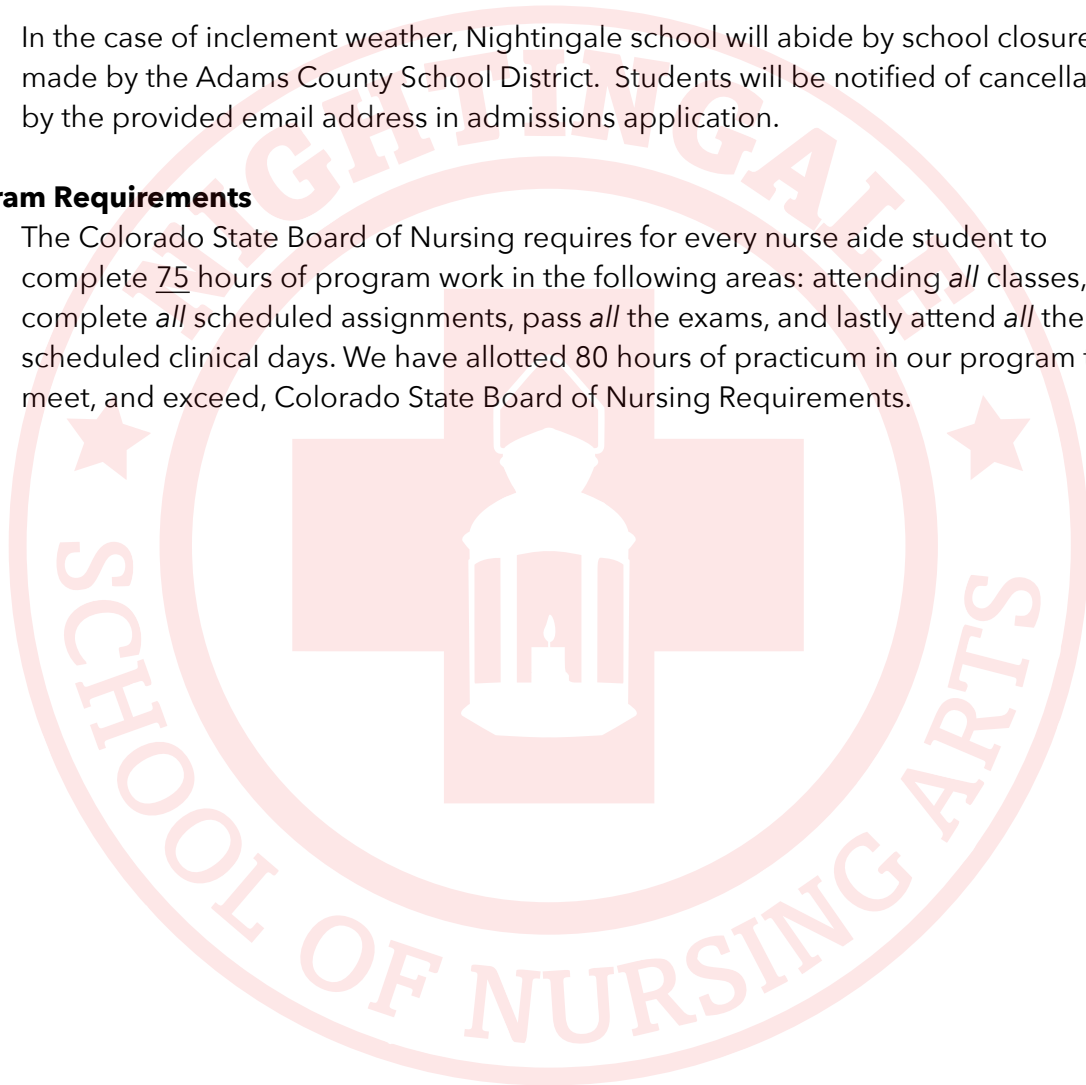 In the case of inclement weather, Nightingale school will abide by school closure
made by the Adams County School District.  Students will be notified of
by the provided email address in admissions application.
Requirements
The Colorado State Board of Nursing requires for every nurse aide student to
complete 75 hours of program work in the following areas: attending all classes,
complete all scheduled assignments, pass all the exams, and lastly attend all the
scheduled clinical days. We have allotted 80 hours of practicum in our program
meet, and exceed, Colorado State Board of Nursing Requirements.
NIGHTINGALE
SCHOOL OF NURSING ARTS